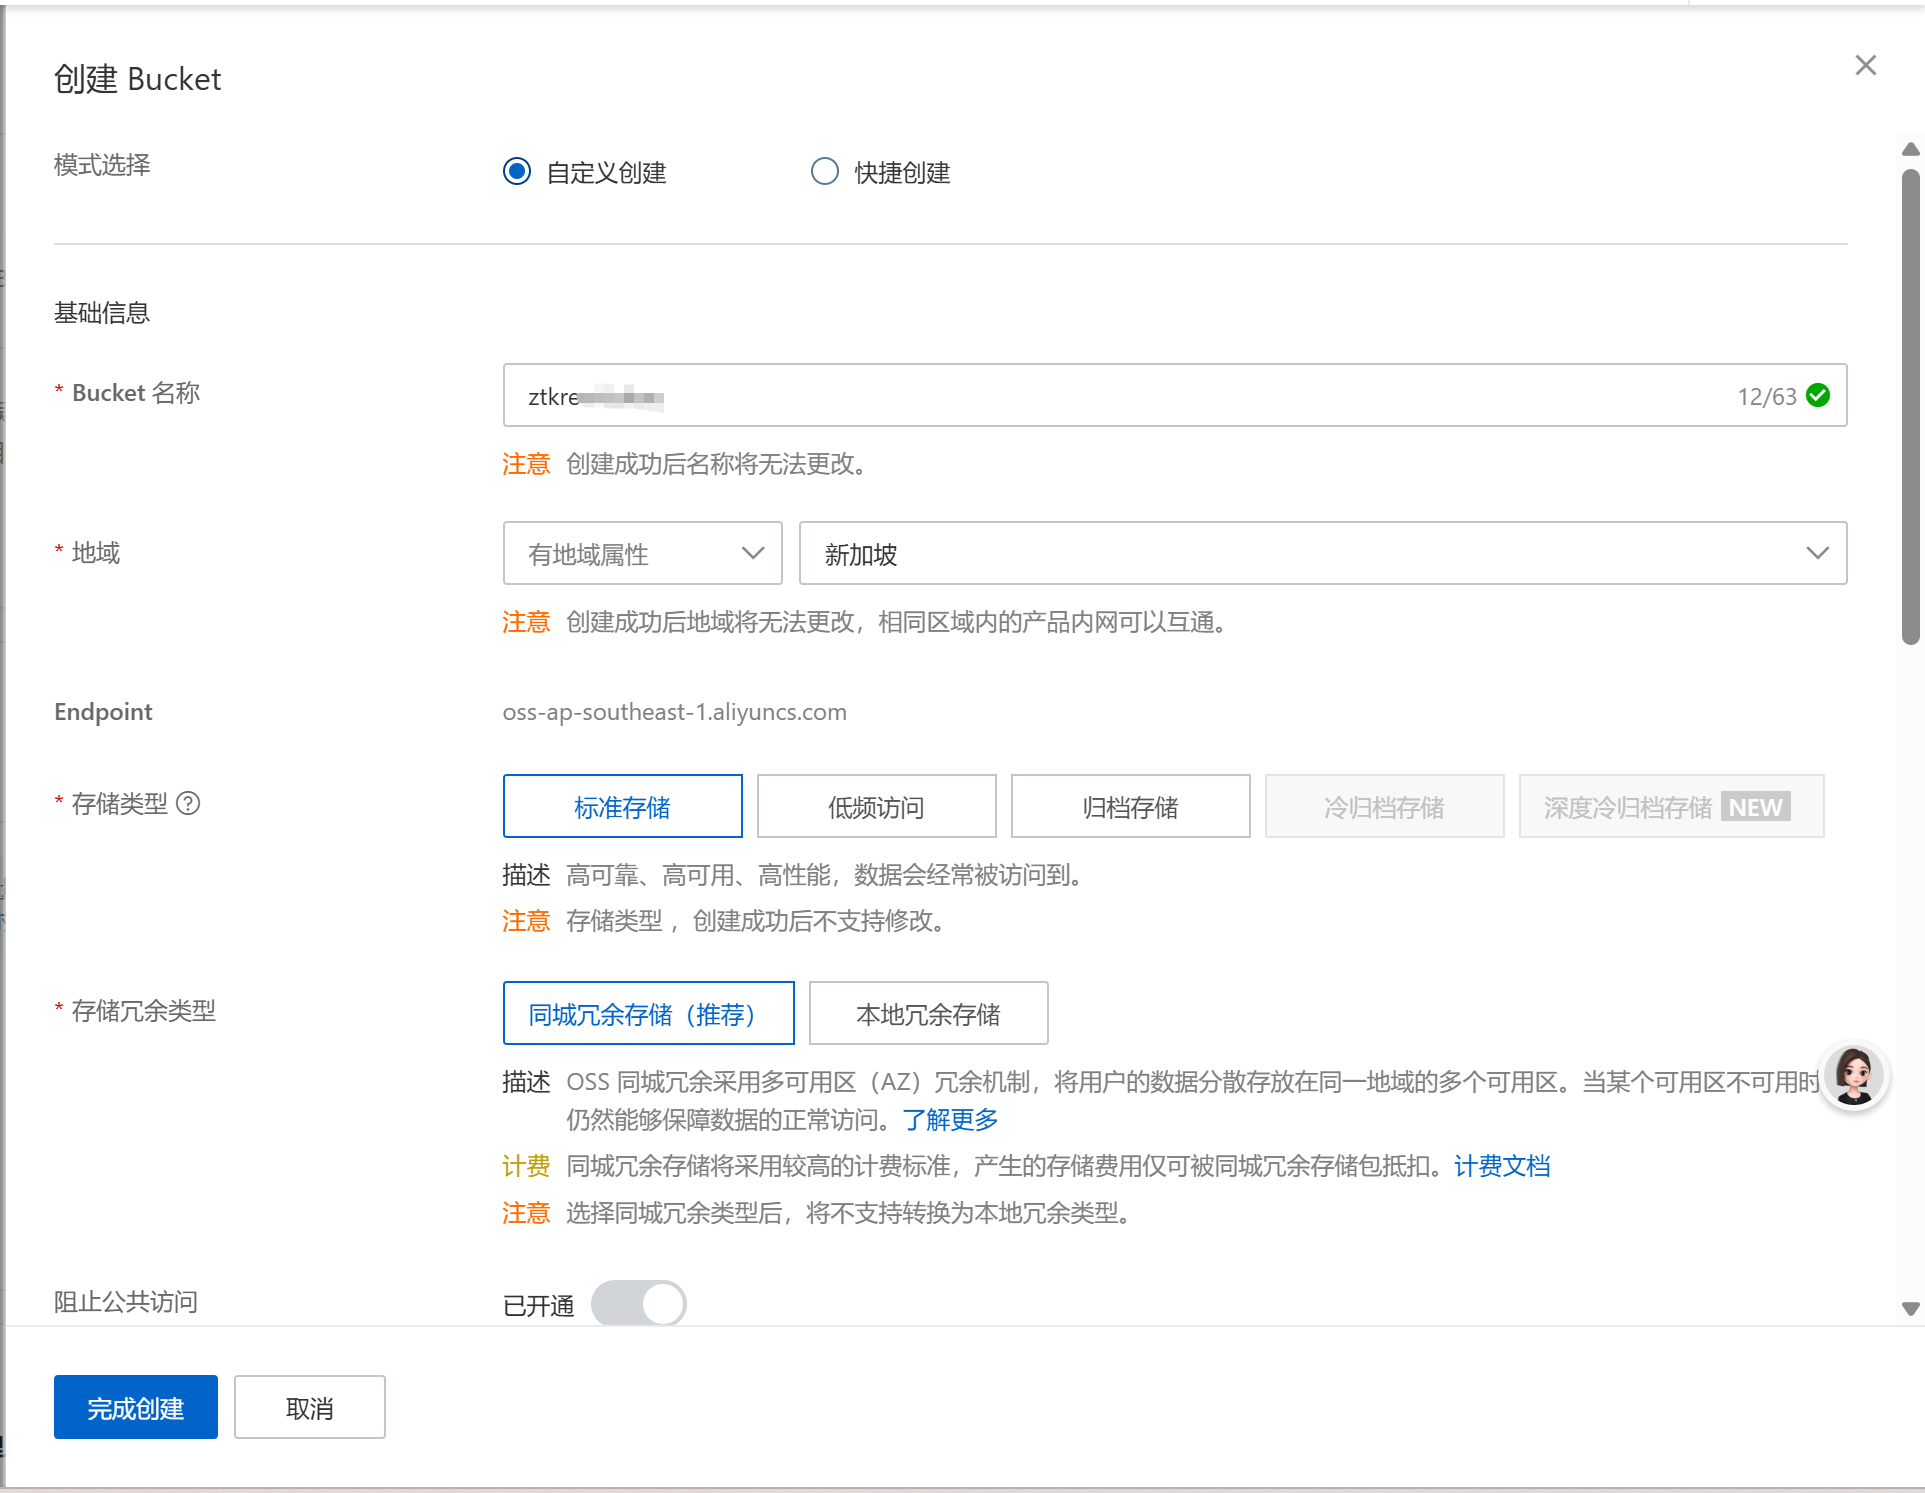 创建 Bucket
模式选择
自定义创建
快捷创建
基础信息
* Bucket 名称
ztkre
12/63
注意 创建成功后名称将无法更改。
* 地域
有地域属性
新加坡
注意 创建成功后地域将无法更改，相同区域内的产品内网可以互通。
Endpoint
oss-ap-southeast-1.aliyuncs.com
* 存储类型 ?
标准存储
低频访问
归档存储
冷归档存储
深度冷归档存储 NEW
描述 高可靠、高可用、高性能，数据会经常被访问到。
注意 存储类型 ，创建成功后不支持修改。
* 存储冗余类型
同城冗余存储（推荐）
本地冗余存储
描述 OSS 同城冗余采用多可用区（AZ）冗余机制，将用户的数据分散存放在同一地域的多个可用区。当某个可用区不可用时
仍然能够保障数据的正常访问。了解更多
计费 同城冗余存储将采用较高的计费标准，产生的存储费用仅可被同城冗余存储包抵扣。计费文档
注意 选择同城冗余类型后，将不支持转换为本地冗余类型。
阻止公共访问
已开通
完成创建
取消